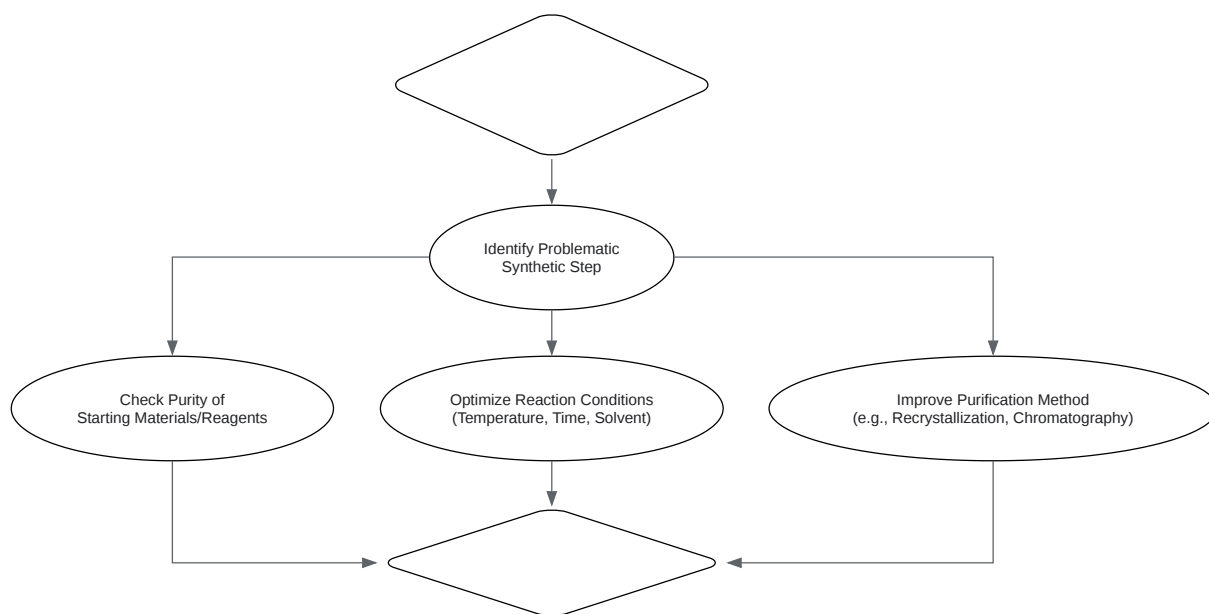 Identify Problematic
Synthetic Step
Check Purity of
Starting Materials/Reagents
Optimize Reaction Conditions
(Temperature, Time, Solvent)
Improve Purification Method
(e.g., Recrystallization, Chromatography)